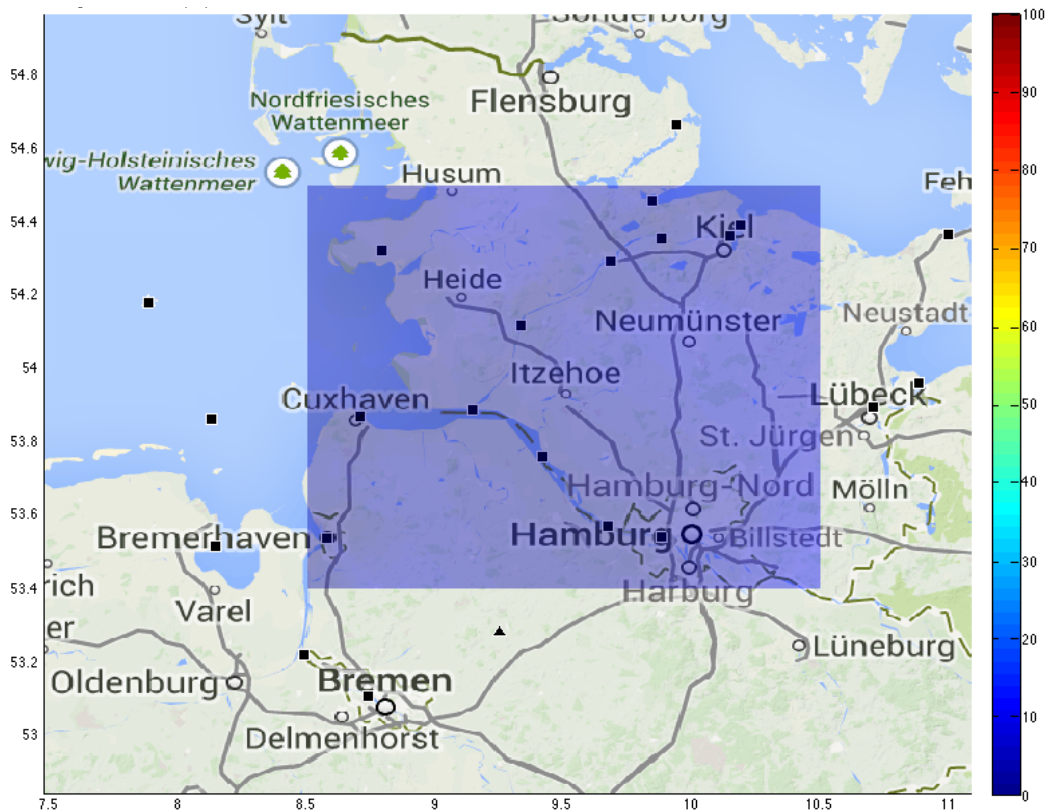 Sylt
Sonderborg
54.8
Flensburg
Nordfriesisches
Wattenmeer
54.6
wig-Holsteinisches
Wattenmeer
Husum
Feh
54.4
Kiel
Heide
54.2
Neumünster
Neustadt
54
Itzehoe
Cuxhaven
Lübeck
53.8
St. Jürgen
Hamburg-Nord
Mölln
53.6
Bremerhaven
Hamburg
Billstedt
53.4
rich
Harburg
Varel
er
53.2
Lüneburg
Oldenburg
Bremen
53
Delmenhorst
7.5 8 8.5 9 9.5 10 10.5 11
100
90
80
70
60
50
40
30
20
10
0